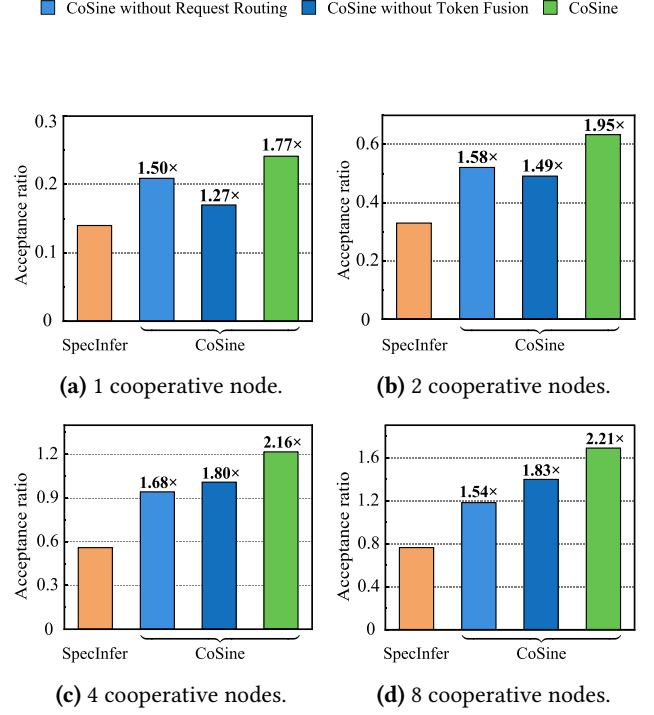 CoSine without Request Routing CoSine without Token Fusion CoSine
Acceptance ratio
0.3
0.2
0.1
0
1.50×
1.27×
1.77×
SpecInfer CoSine
(a) 1 cooperative node.
Acceptance ratio
0.6
0.4
0.2
0
1.58×
1.49×
1.95×
SpecInfer CoSine
(b) 2 cooperative nodes.
Acceptance ratio
1.2
0.9
0.6
0.3
0
1.68×
1.80×
2.16×
SpecInfer CoSine
(c) 4 cooperative nodes.
Acceptance ratio
1.6
1.2
0.8
0.4
0
1.54×
1.83×
2.21×
SpecInfer CoSine
(d) 8 cooperative nodes.